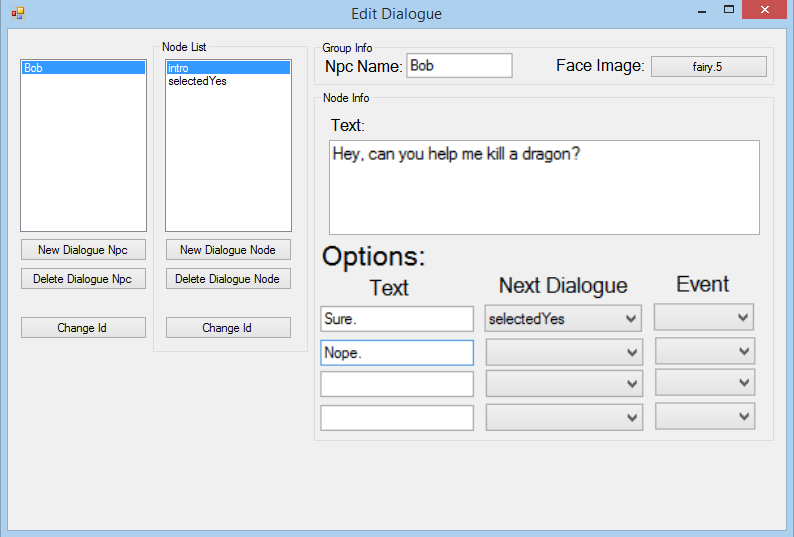 Edit Dialogue
Bob
New Dialogue Npc
Delete Dialogue Npc
Change Id
Node List
intro
selectedYes
New Dialogue Node
Delete Dialogue Node
Change Id
Group Info
Npc Name: Bob
Face Image: fairy.5
Node Info
Text:
Hey, can you help me kill a dragon?
Options:
Text Next Dialogue Event
Sure. selectedYes
Nope.